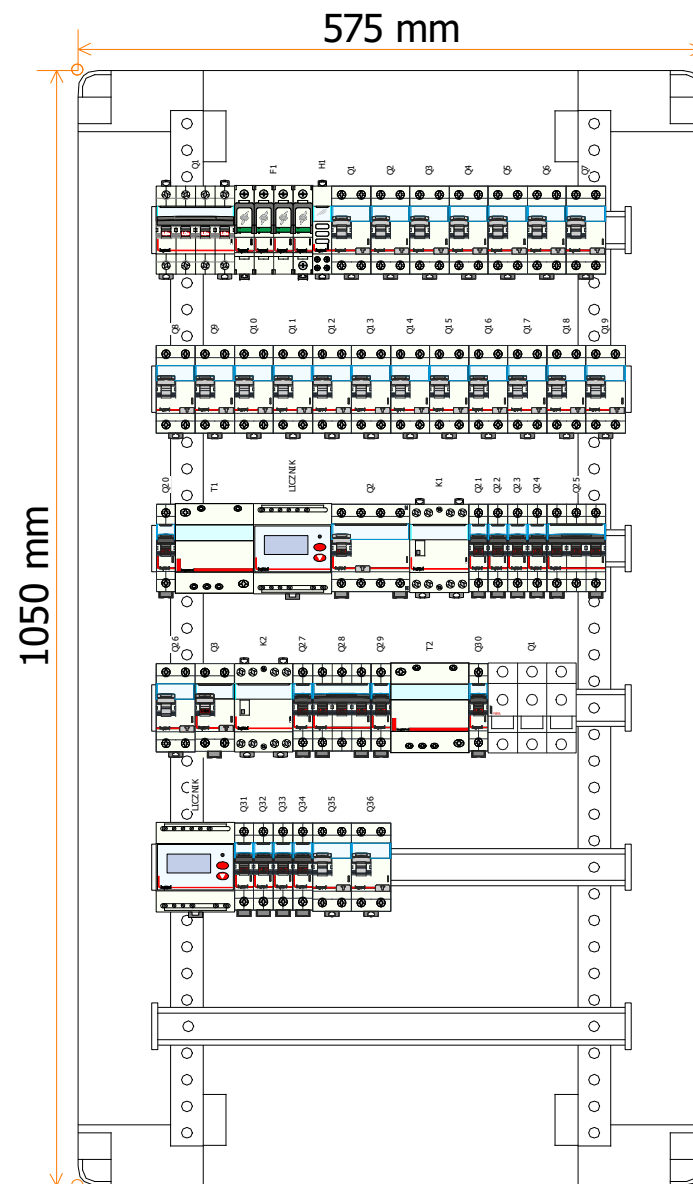 575 mm
1050 mm
Q1 F1 H1 Q1 Q2 Q3 Q4 Q5 Q6 Q7
Q8 Q9 Q10 Q11 Q12 Q13 Q14 Q15 Q16 Q17 Q18 Q19
Q20 T1 LICZNIK Q2 K1 Q21 Q22 Q23 Q24 Q25
Q26 Q3 K2 Q27 Q28 Q29 T2 Q30 Q1
LICZNIK Q31 Q32 Q33 Q34 Q35 Q36